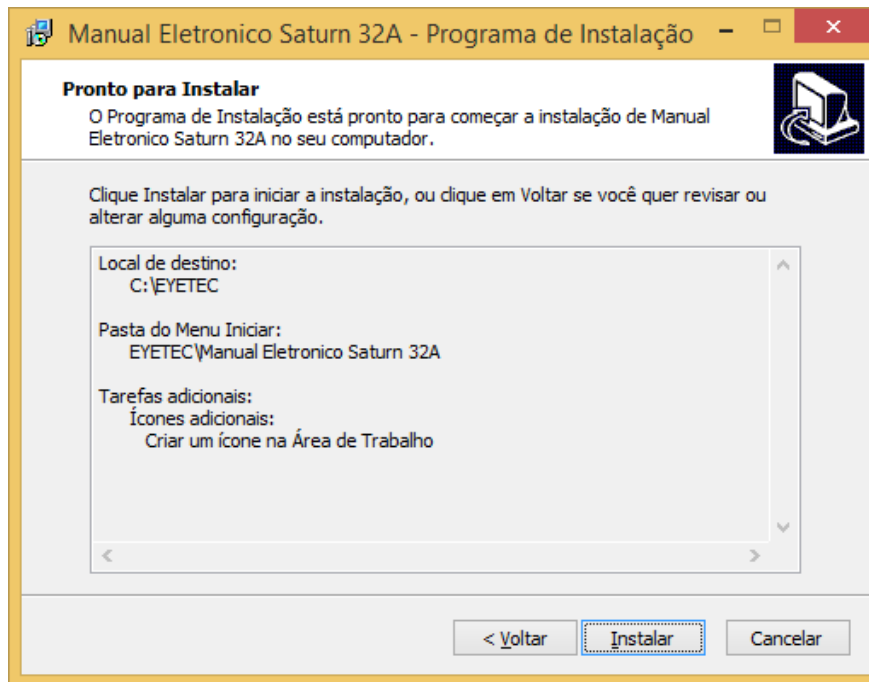 Manual Eletronico Saturn 32A - Programa de Instalação
Pronto para Instalar
O Programa de Instalação está pronto para começar a instalação de Manual
Eletronico Saturn 32A no seu computador.
Clique Instalar para iniciar a instalação, ou clique em Voltar se você quer revisar ou
alterar alguma configuração.
Local de destino:
C:\EYETEC
Pasta do Menu Iniciar:
EYETEC\Manual Eletronico Saturn 32A
Tarefas adicionais:
Ícones adicionais:
Criar um ícone na Área de Trabalho
< Voltar
Instalar
Cancelar